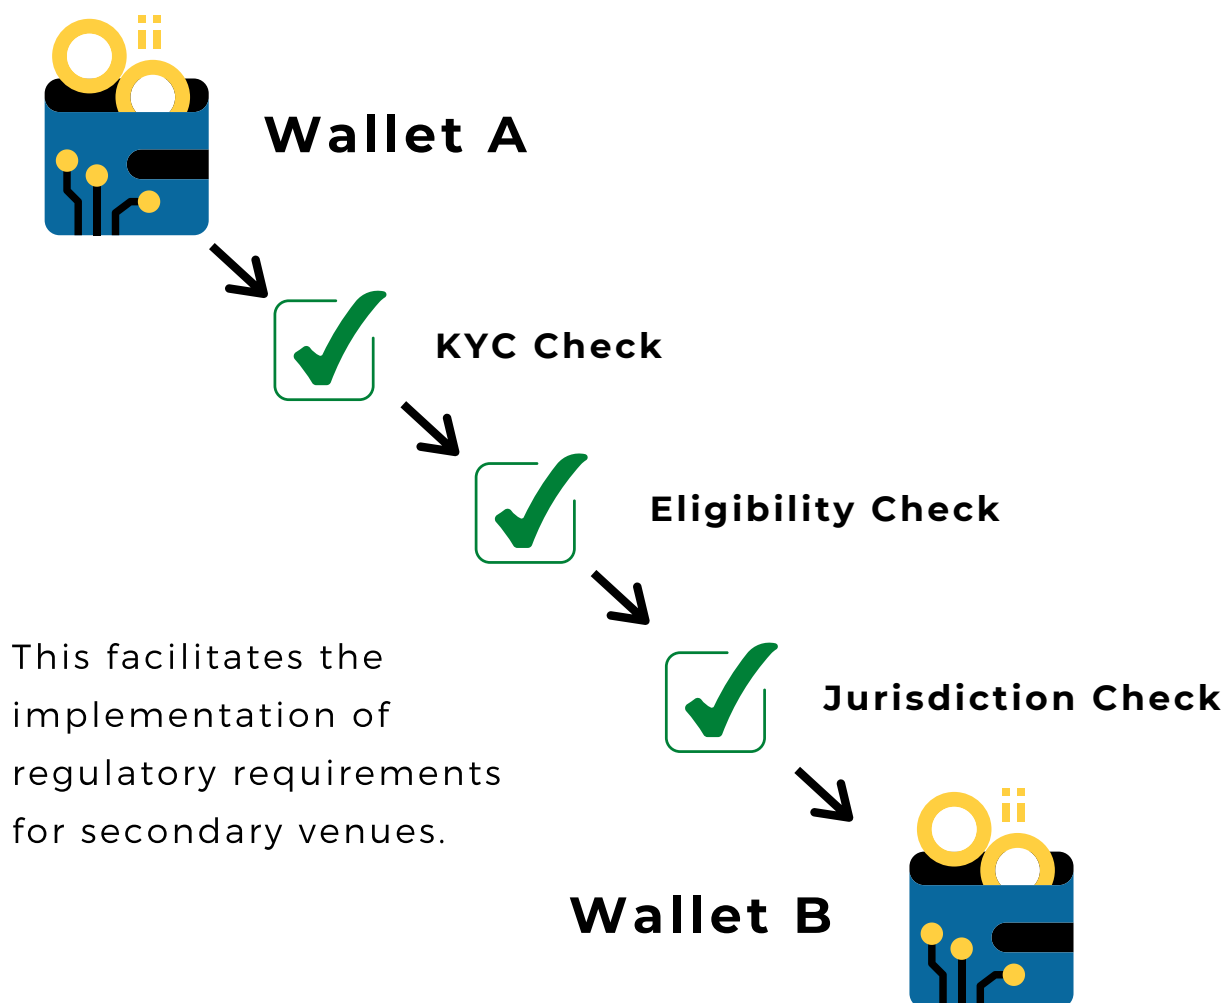 Wallet A
KYC Check
Eligibility Check
This facilitates the
implementation of
regulatory requirements
for secondary venues.
Jurisdiction Check
Wallet B